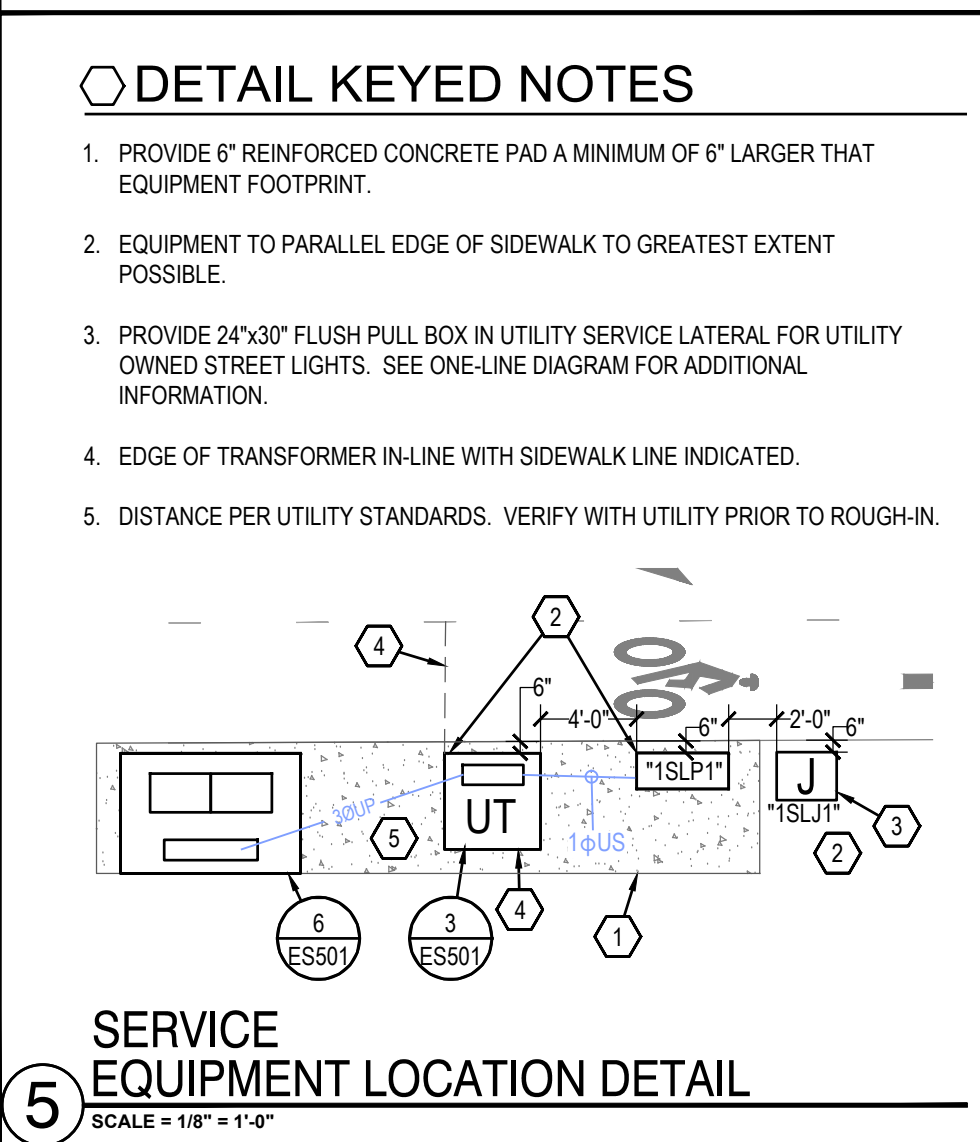 DETAIL KEYED NOTES
1. PROVIDE 6" REINFORCED CONCRETE PAD A MINIMUM OF 6" LARGER THAT
EQUIPMENT FOOTPRINT.
2. EQUIPMENT TO PARALLEL EDGE OF SIDEWALK TO GREATEST EXTENT
POSSIBLE.
3. PROVIDE 24"x30" FLUSH PULL BOX IN UTILITY SERVICE LATERAL FOR UTILITY
OWNED STREET LIGHTS. SEE ONE-LINE DIAGRAM FOR ADDITIONAL
INFORMATION.
4. EDGE OF TRANSFORMER IN-LINE WITH SIDEWALK LINE INDICATED.
5. DISTANCE PER UTILITY STANDARDS. VERIFY WITH UTILITY PRIOR TO ROUGH-IN.
2
4
6"
4'-0"
6"
2'-0"
6"
"1SLP1"
J
"1SLJ1"
3ØUP
UT
1ϕUS
5
3
2
4
1
6
ES501
3
ES501
SERVICE
EQUIPMENT LOCATION DETAIL
5
SCALE = 1/8" = 1'-0"